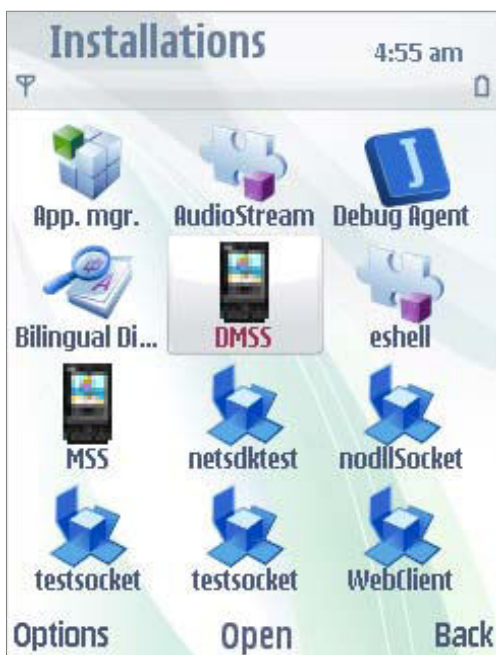 Installations
4:55 am
App. mgr.
AudioStream
Debug Agent
Bilingual Di...
DMSS
eshell
MSS
netsdktest
nodllSocket
testsocket
testsocket
WebClient
Options
Open
Back